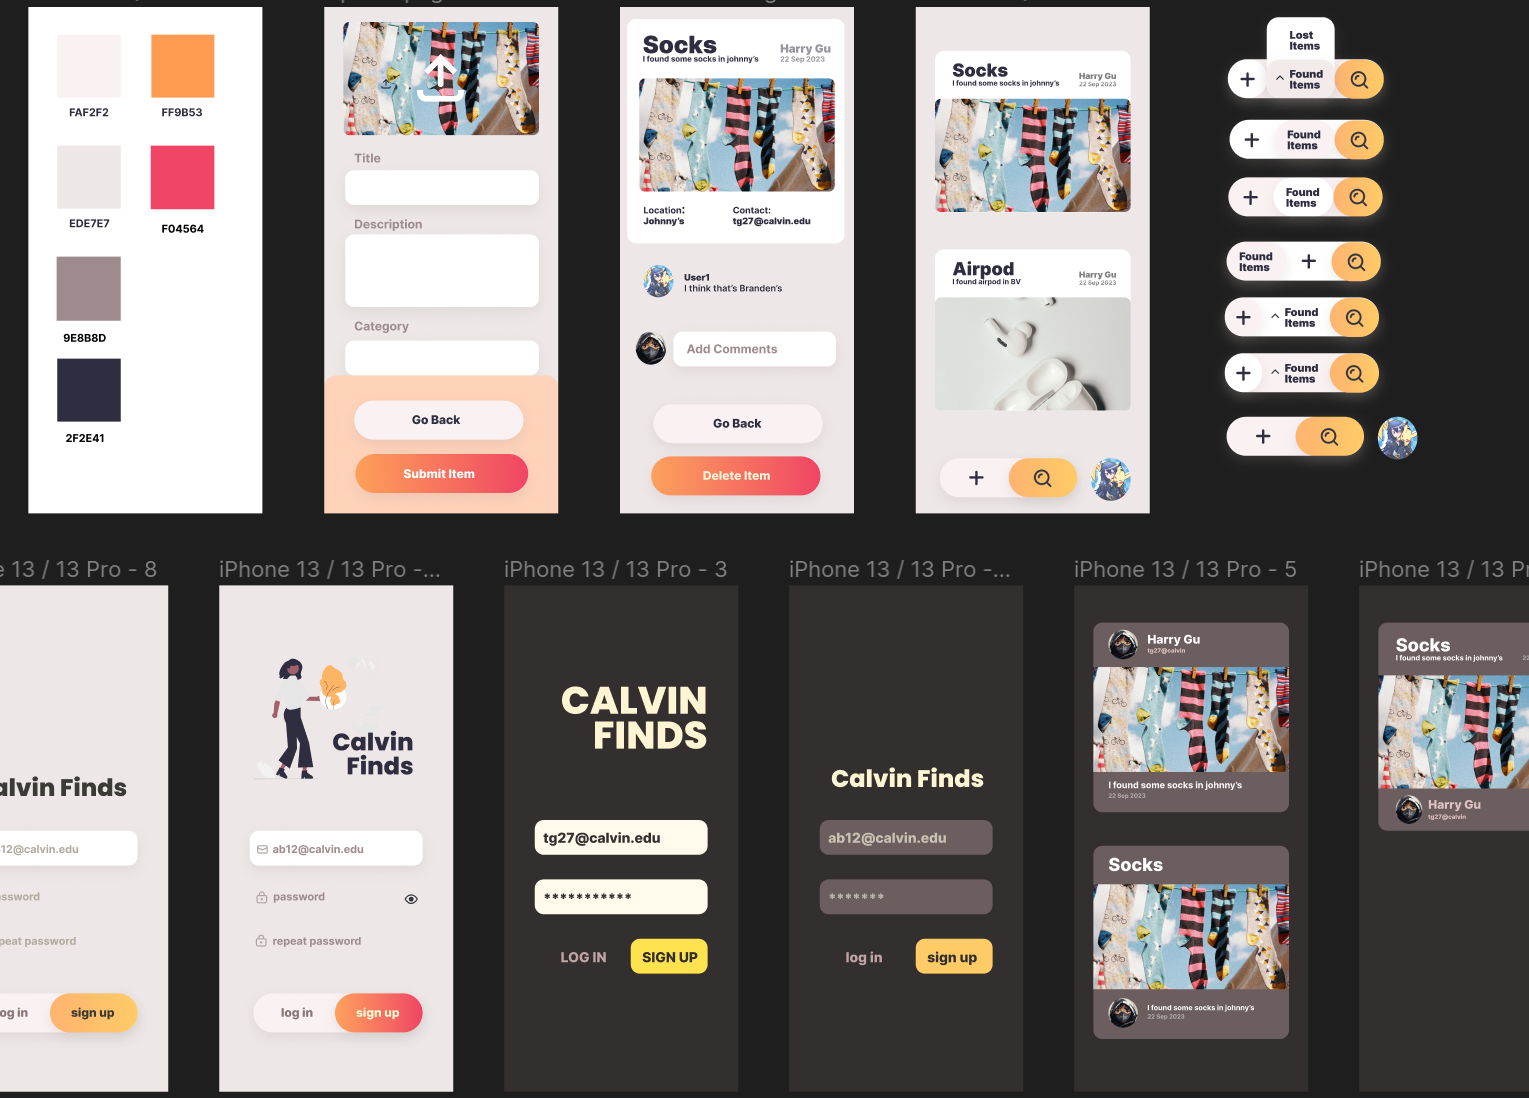 FAF2F2
FF9B53
EDE7E7
F04564
9E8B8D
2F2E41
Title
Description
Category
Go Back
Submit Item
Socks
I found some socks in johnny's
Harry Gu
22 Sep 2023
Location:
Johnny's
Contact:
tg27@calvin.edu
User1
I think that's Branden's
Add Comments
Go Back
Delete Item
Socks
I found some socks in johnny's
Harry Gu
22 Sep 2023
Airpod
I found airpod in BV
Harry Gu
22 Sep 2023
Lost
Items
Found
Items
Found
Items
Found
Items
Found
Items
Found
Items
Found
Items
e 13 / 13 Pro - 8
alvin Finds
12@calvin.edu
ssword
peat password
og in
sign up
iPhone 13 / 13 Pro -...
Calvin
Finds
ab12@calvin.edu
password
repeat password
log in
sign up
iPhone 13 / 13 Pro - 3
CALVIN
FINDS
tg27@calvin.edu
***********
LOG IN
SIGN UP
iPhone 13 / 13 Pro -...
Calvin Finds
ab12@calvin.edu
*******
log in
sign up
iPhone 13 / 13 Pro - 5
Harry Gu
tg27@calvin
I found some socks in johnny's
22 Sep 2023
Socks
I found some socks in johnny's
22 Sep 2023
iPhone 13 / 13 Pr
Socks
I found some socks in johnny's
22
Harry Gu
tg27@calvin